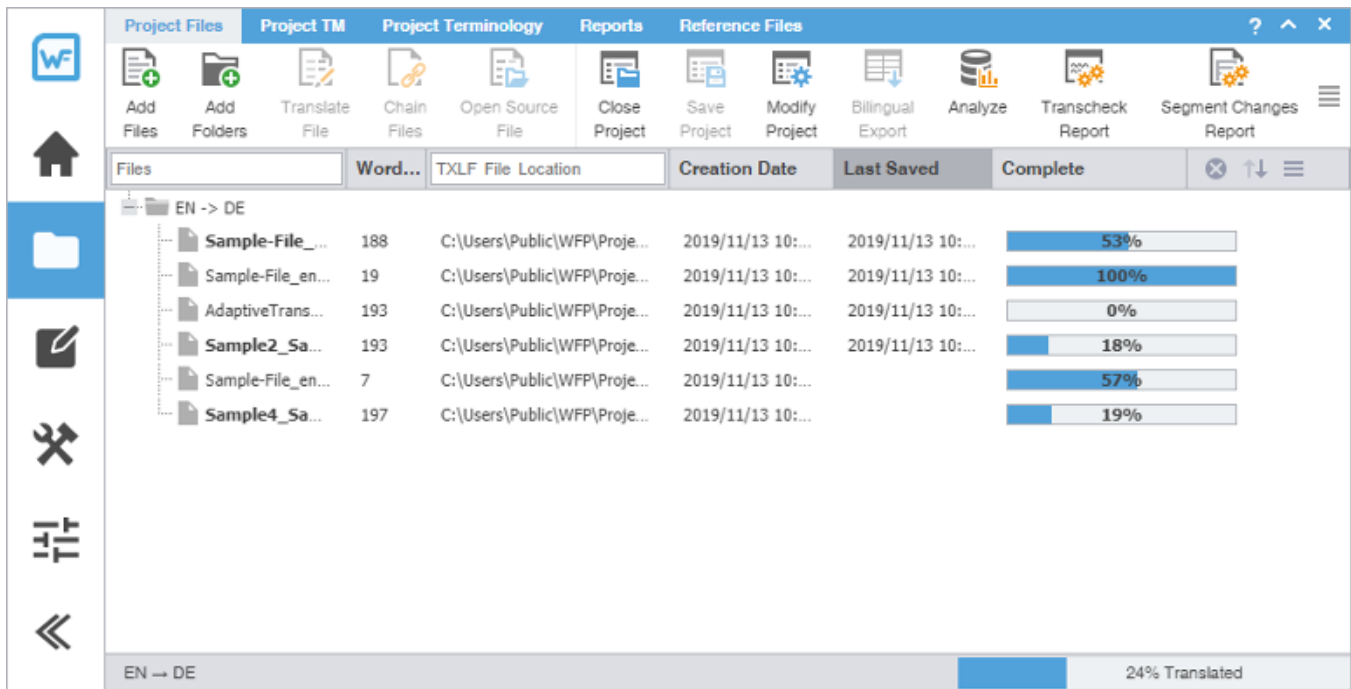 Project Files Project TM Project Terminology Reports Reference Files ?
WF
Add Files
Add Folders
Translate File
Chain Files
Open Source File
Close Project
Save Project
Modify Project
Bilingual Export
Analyze
Transcheck Report
Segment Changes Report
Files Word... TXLF File Location Creation Date Last Saved Complete
EN -> DE
Sample-File_... 188 C:\Users\Public\WFP\Proje... 2019/11/13 10:... 2019/11/13 10:... 53%
Sample-File_en... 19 C:\Users\Public\WFP\Proje... 2019/11/13 10:... 2019/11/13 10:... 100%
AdaptiveTrans... 193 C:\Users\Public\WFP\Proje... 2019/11/13 10:... 2019/11/13 10:... 0%
Sample2_Sa... 193 C:\Users\Public\WFP\Proje... 2019/11/13 10:... 2019/11/13 10:... 18%
Sample-File_en... 7 C:\Users\Public\WFP\Proje... 2019/11/13 10:... 57%
Sample4_Sa... 197 C:\Users\Public\WFP\Proje... 2019/11/13 10:... 19%
EN → DE 24% Translated